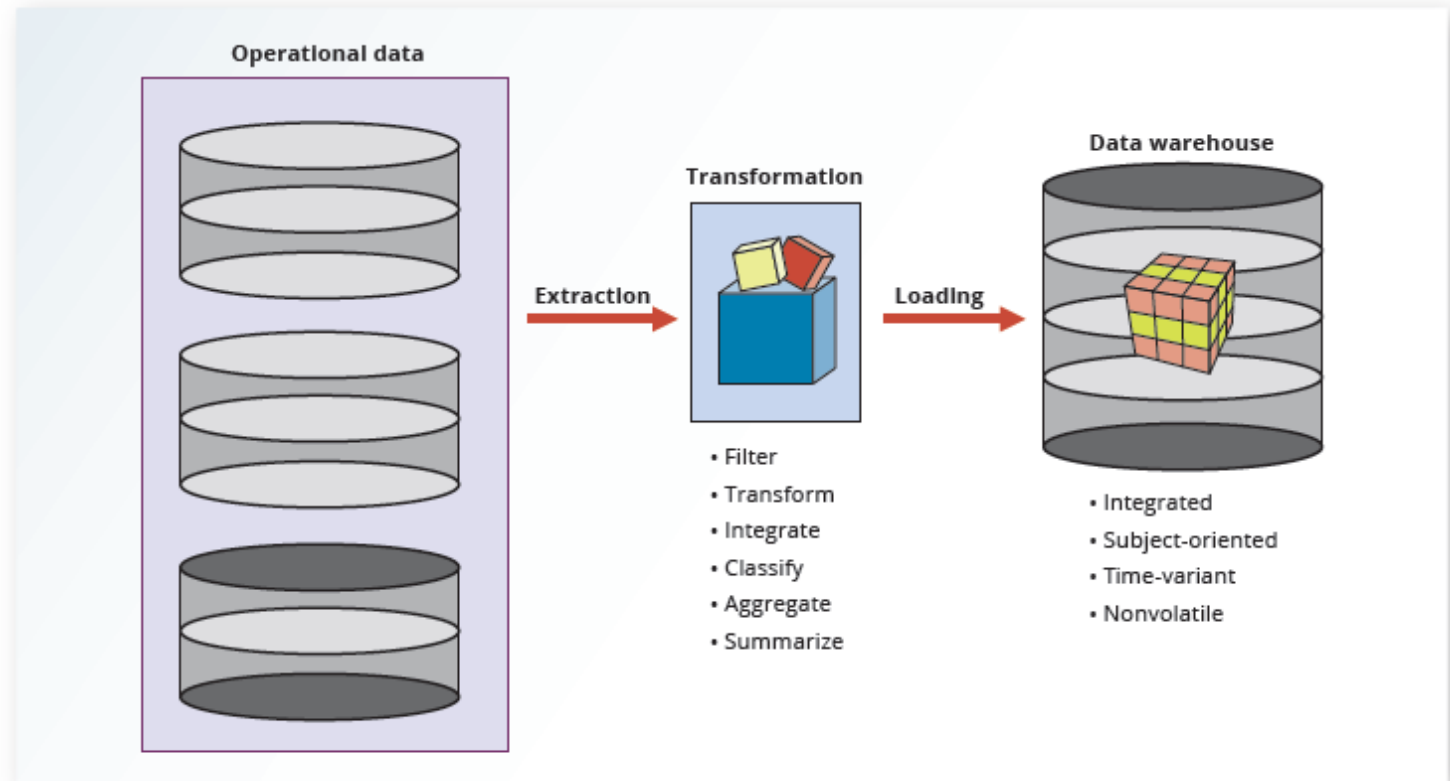 Operational data
Extraction
Transformation
• Filter
• Transform
• Integrate
• Classify
• Aggregate
• Summarize
Loading
Data warehouse
• Integrated
• Subject-oriented
• Time-variant
• Nonvolatile